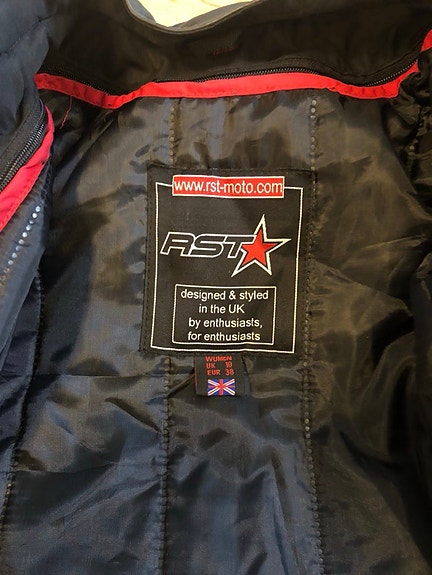 www.rst-moto.com
RST
designed & styled
in the UK
by enthusiasts,
for enthusiasts
WOMEN
UK 10
EUR 38